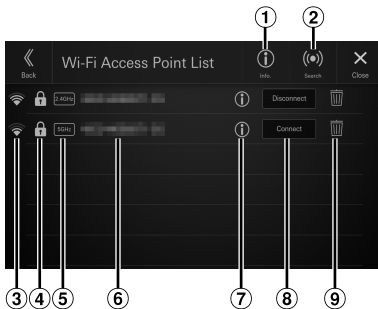 1 2
Back Wi-Fi Access Point List Info. Search Close
2.4GHz Disconnect
5GHz Connect
3 4 5 6 7 8 9